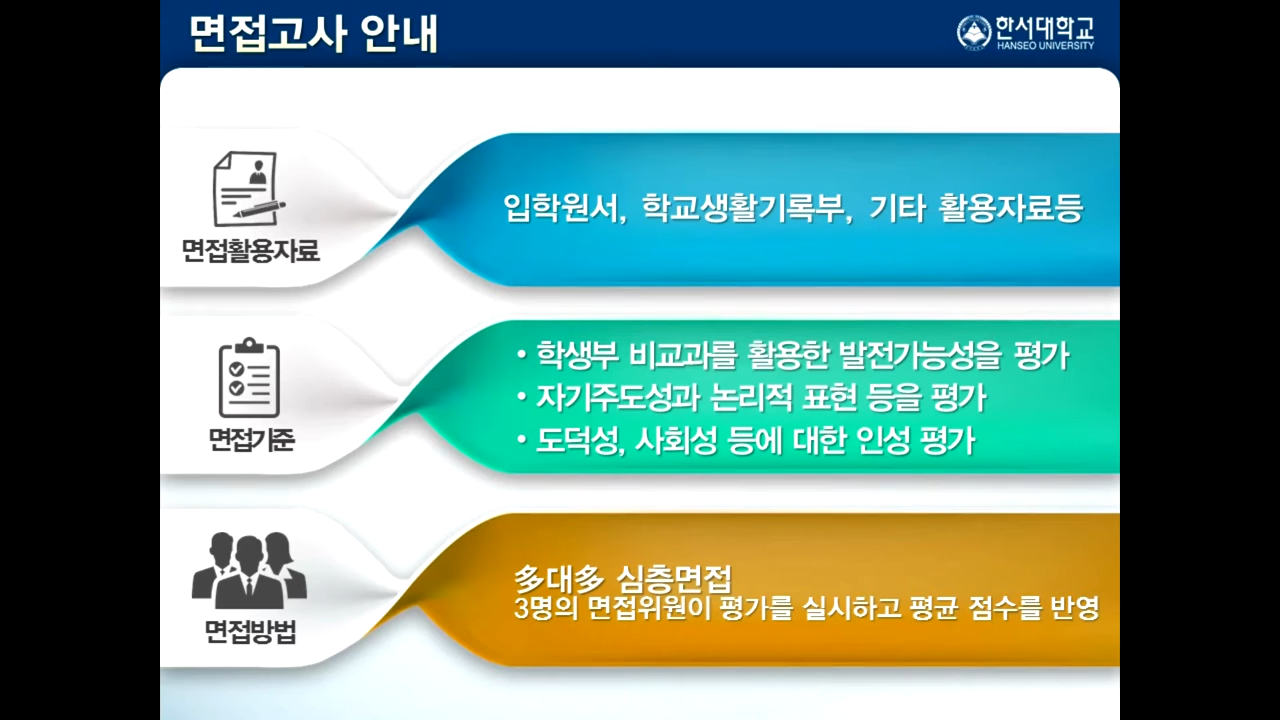 면접고사 안내
한서대학교
HANSEO UNIVERSITY
면접활용자료
입학원서, 학교생활기록부, 기타 활용자료등
면접기준
• 학생부 비교과를 활용한 발전가능성을 평가
• 자기주도성과 논리적 표현 등을 평가
• 도덕성, 사회성 등에 대한 인성 평가
면접방법
多대多 심층면접
3명의 면접위원이 평가를 실시하고 평균 점수를 반영